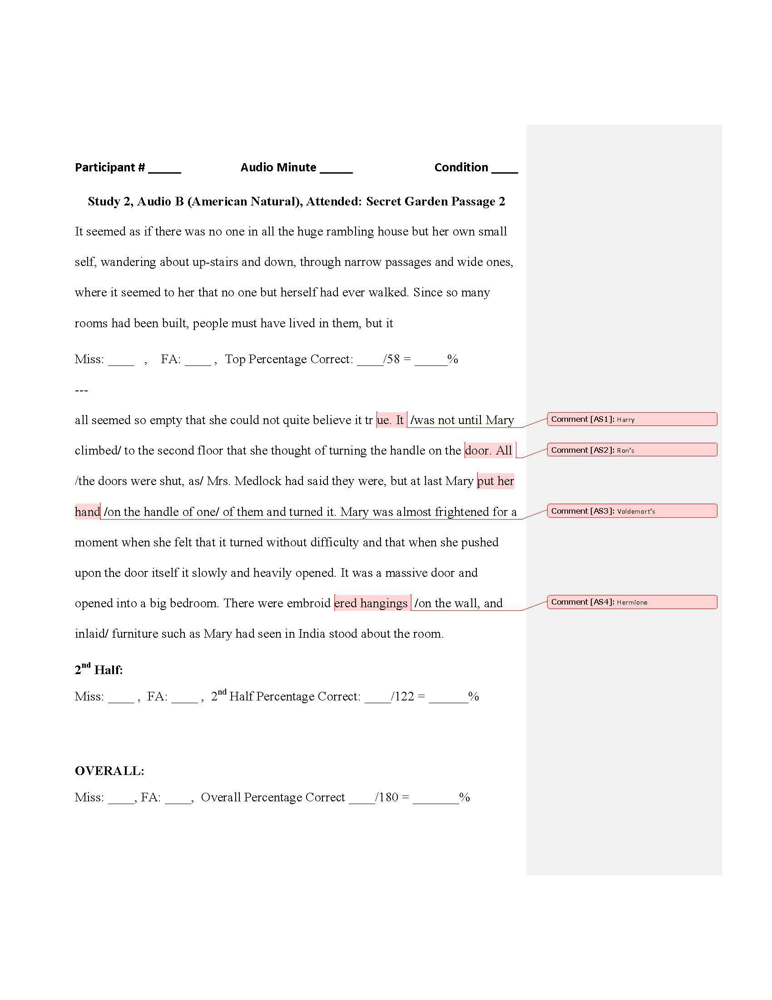 Participant # _____ Audio Minute _____ Condition ____
Study 2, Audio B (American Natural), Attended: Secret Garden Passage 2
It seemed as if there was no one in all the huge rambling house but her own small
self, wandering about up-stairs and down, through narrow passages and wide ones,
where it seemed to her that no one but herself had ever walked. Since so many
rooms had been built, people must have lived in them, but it
Miss: ____ , FA: ____ , Top Percentage Correct: ____/58 = _____%
---
all seemed so empty that she could not quite believe it tr ue. It /was not until Mary
Comment [AS1]: Harry
climbed/ to the second floor that she thought of turning the handle on the door. All
Comment [AS2]: Ron’s
/the doors were shut, as/ Mrs. Medlock had said they were, but at last Mary put her
hand /on the handle of one/ of them and turned it. Mary was almost frightened for a
Comment [AS3]: Voldemort’s
moment when she felt that it turned without difficulty and that when she pushed
upon the door itself it slowly and heavily opened. It was a massive door and
opened into a big bedroom. There were embroid ered hangings /on the wall, and
Comment [AS4]: Hermione
inlaid/ furniture such as Mary had seen in India stood about the room.
2nd Half:
Miss: ____ , FA: ____ , 2nd Half Percentage Correct: ____/122 = ______%
OVERALL:
Miss: ____, FA: ____, Overall Percentage Correct ____/180 = _______%